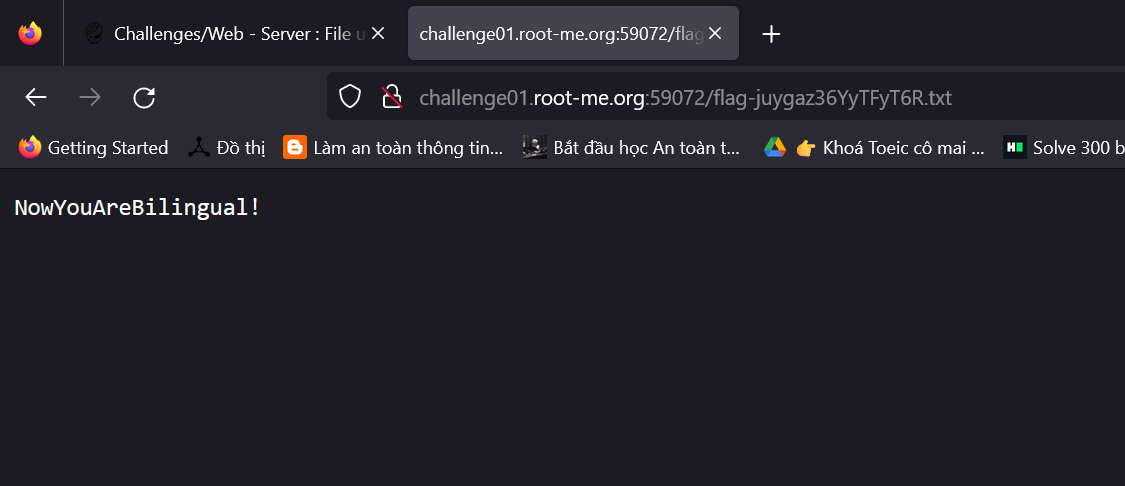 Challenges/Web - Server : File u
challenge01.root-me.org:59072/flag
challenge01.root-me.org:59072/flag-juygaz36YyTFyT6R.txt
Getting Started Đồ thị Làm an toàn thông tin... Bắt đầu học An toàn t... Khoá Toeic cô mai ... H Solve 300 b
NowYouAreBilingual!